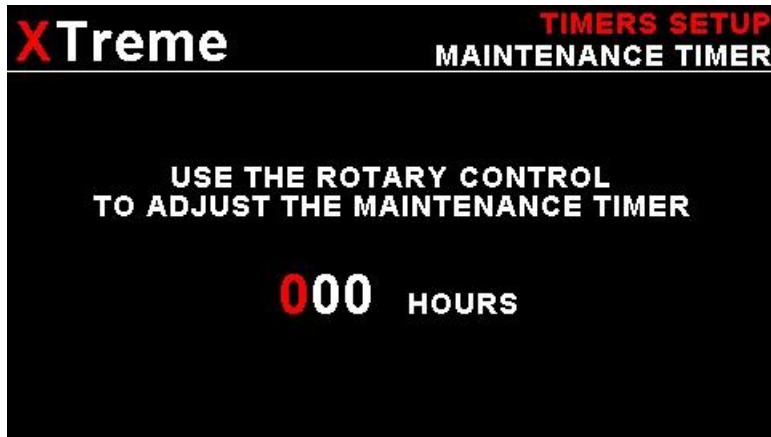 XTreme
TIMERS SETUP
MAINTENANCE TIMER
USE THE ROTARY CONTROL
TO ADJUST THE MAINTENANCE TIMER
000 HOURS